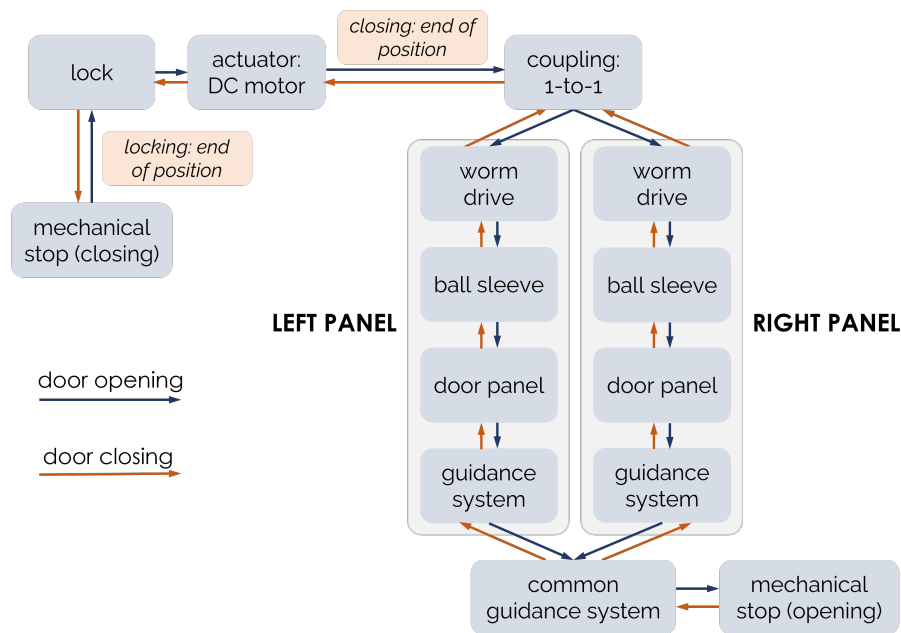 closing: end of
position
lock
actuator:
DC motor
coupling:
1-to-1
locking: end
of position
mechanical
stop (closing)
worm
drive
worm
drive
ball sleeve
ball sleeve
LEFT PANEL
RIGHT PANEL
door opening
door panel
door panel
door closing
guidance
system
guidance
system
common
guidance system
mechanical
stop (opening)